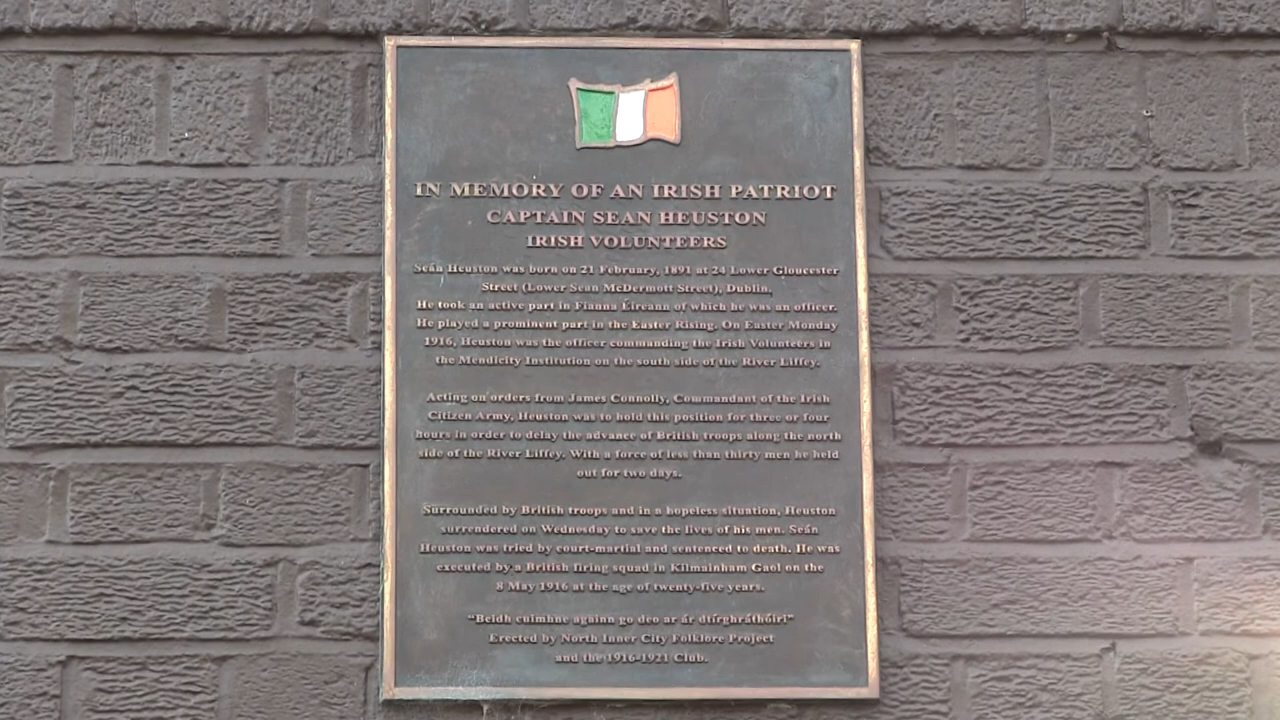 IN MEMORY OF AN IRISH PATRIOT
CAPTAIN SEAN HEUSTON
IRISH VOLUNTEERS
Seán Heuston was born on 21 February, 1891 at 24 Lower Gloucester
Street (Lower Sean McDermott Street), Dublin.
He took an active part in Fianna Éireann of which he was an officer.
He played a prominent part in the Easter Rising. On Easter Monday
1916, Heuston was the officer commanding the Irish Volunteers in
the Mendicity Institution on the south side of the River Liffey.
Acting on orders from James Connolly, Commandant of the Irish
Citizen Army, Heuston was to hold this position for three or four
hours in order to delay the advance of British troops along the north
side of the River Liffey. With a force of less than thirty men he held
out for two days.
Surrounded by British troops and in a hopeless situation, Heuston
surrendered on Wednesday to save the lives of his men. Seán
Heuston was tried by court-martial and sentenced to death. He was
executed by a British firing squad in Kilmainham Gaol on the
8 May 1916 at the age of twenty-five years.
"Beidh cuimhne againn go deo ar ár dtírghráthóirí"
Erected by North Inner City Folklore Project
and the 1916-1921 Club.